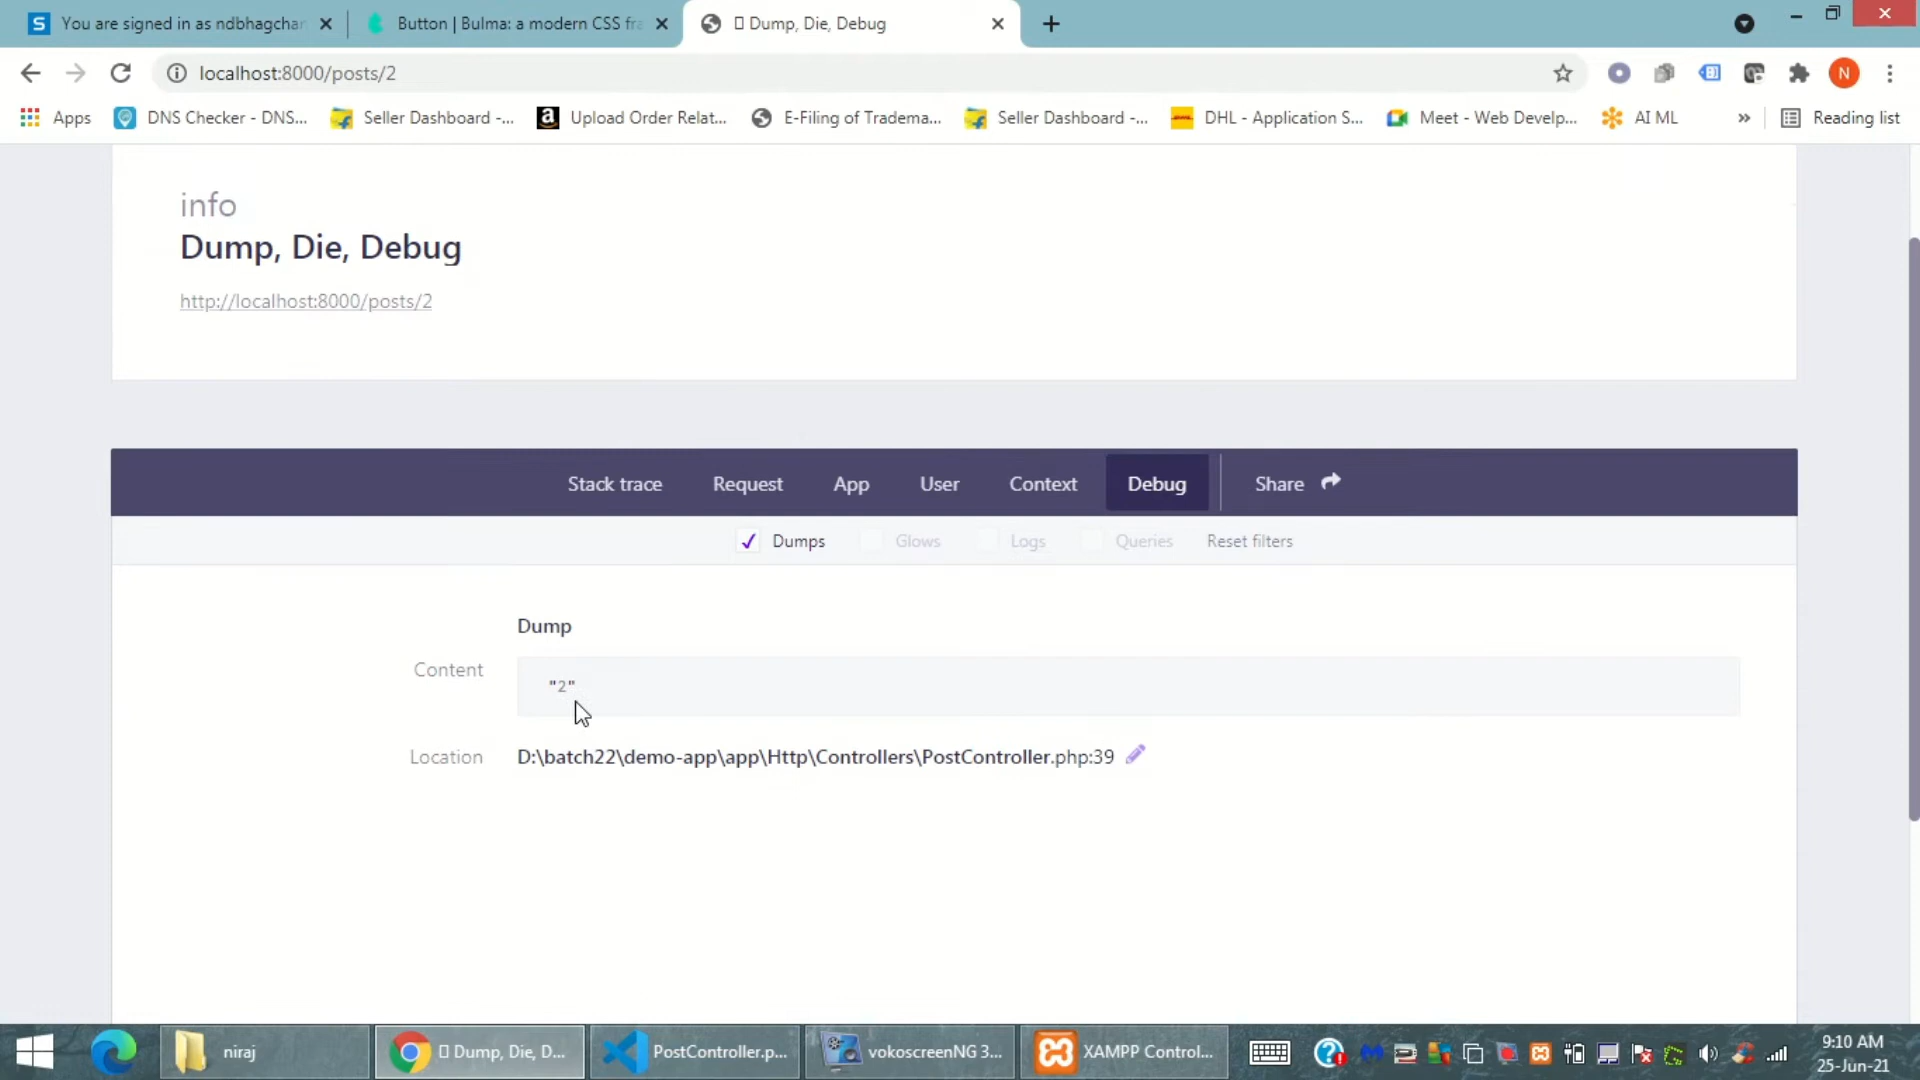 You are signed in as ndbhagchan
Button | Bulma: a modern CSS fra
Dump, Die, Debug
localhost:8000/posts/2
N
Apps
DNS Checker - DNS...
Seller Dashboard -...
Upload Order Relat...
E-Filing of Tradema...
Seller Dashboard -...
DHL - Application S...
Meet - Web Develp...
AI ML
»
Reading list
info
Dump, Die, Debug
http://localhost:8000/posts/2
Stack trace
Request
App
User
Context
Debug
Share
Dumps
Glows
Logs
Queries
Reset filters
Dump
Content
"2"
Location
D:\batch22\demo-app\app\Http\Controllers\PostController.php:39
niraj
Dump, Die, D...
PostController.p...
vokoscreenNG 3...
XAMPP Control...
9:10 AM
25-Jun-21